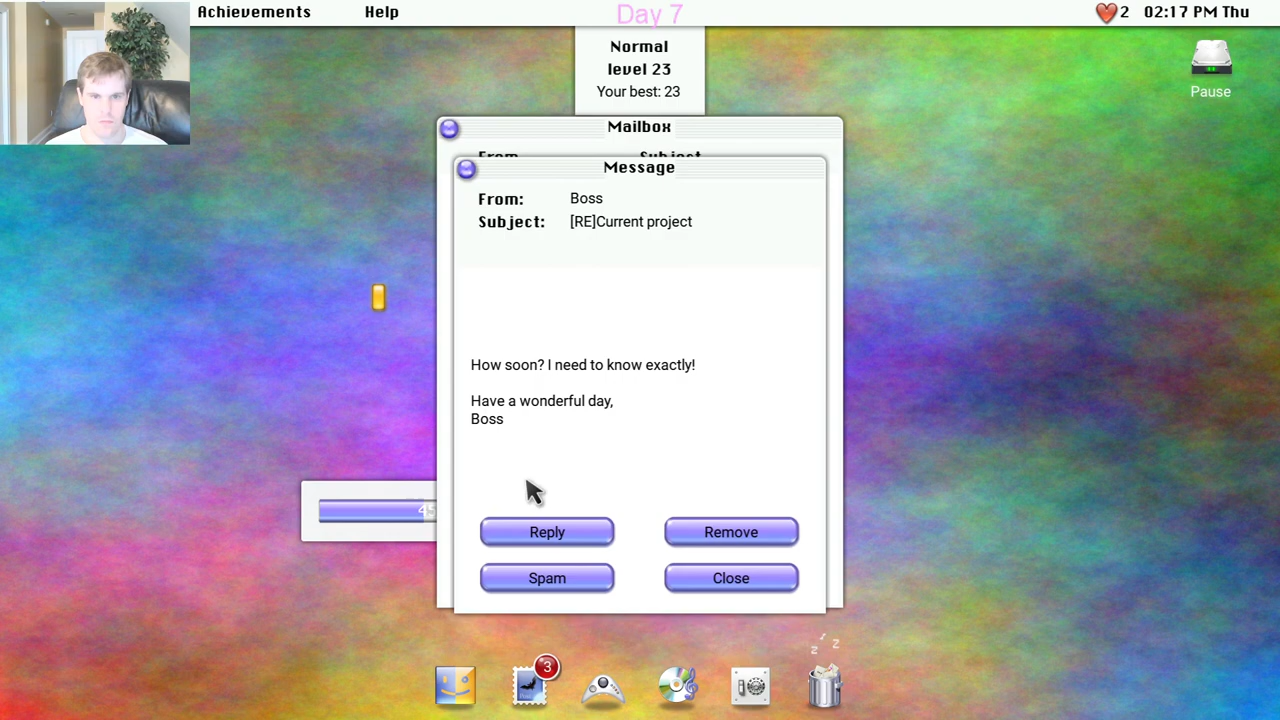 Achievements Help Day 7 2 02:17 PM Thu
Normal
level 23
Your best: 23
Pause
Mailbox
Message
From: Boss
Subject: [RE]Current project
How soon? I need to know exactly!
Have a wonderful day,
Boss
45
Reply Remove
Spam Close
z z
3